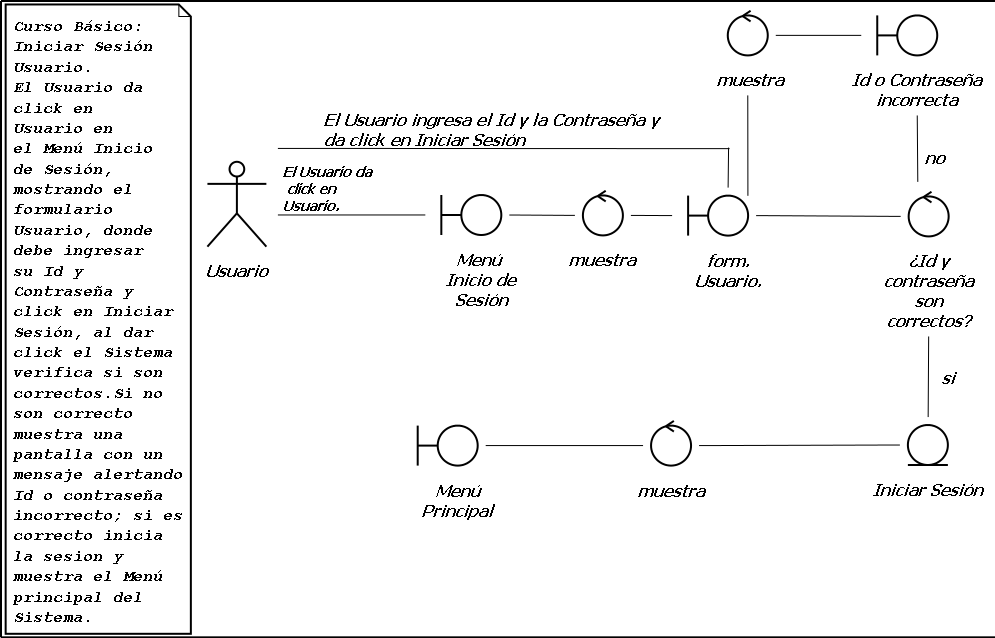 Curso Básico:
Iniciar Sesión
Usuario.
El Usuario da
click en
Usuario en
el Menú Inicio
de Sesión,
mostrando el
formulario
Usuario, donde
debe ingresar
su Id y
Contraseña y
click en Iniciar
Sesión, al dar
click el Sistema
verifica si son
correctos.Si no
son correcto
muestra una
pantalla con un
mensaje alertando
Id o contraseña
incorrecto; si es
correcto inicia
la sesion y
muestra el Menú
principal del
Sistema.
muestra
Id o Contraseña
incorrecta
El Usuario ingresa el Id y la Contraseña y
da click en Iniciar Sesión
no
El Usuario da
click en
Usuario.
Usuario
Menú
Inicio de
Sesión
muestra
form.
Usuario.
¿Id y
contraseña
son
correctos?
si
Menú
Principal
muestra
Iniciar Sesión